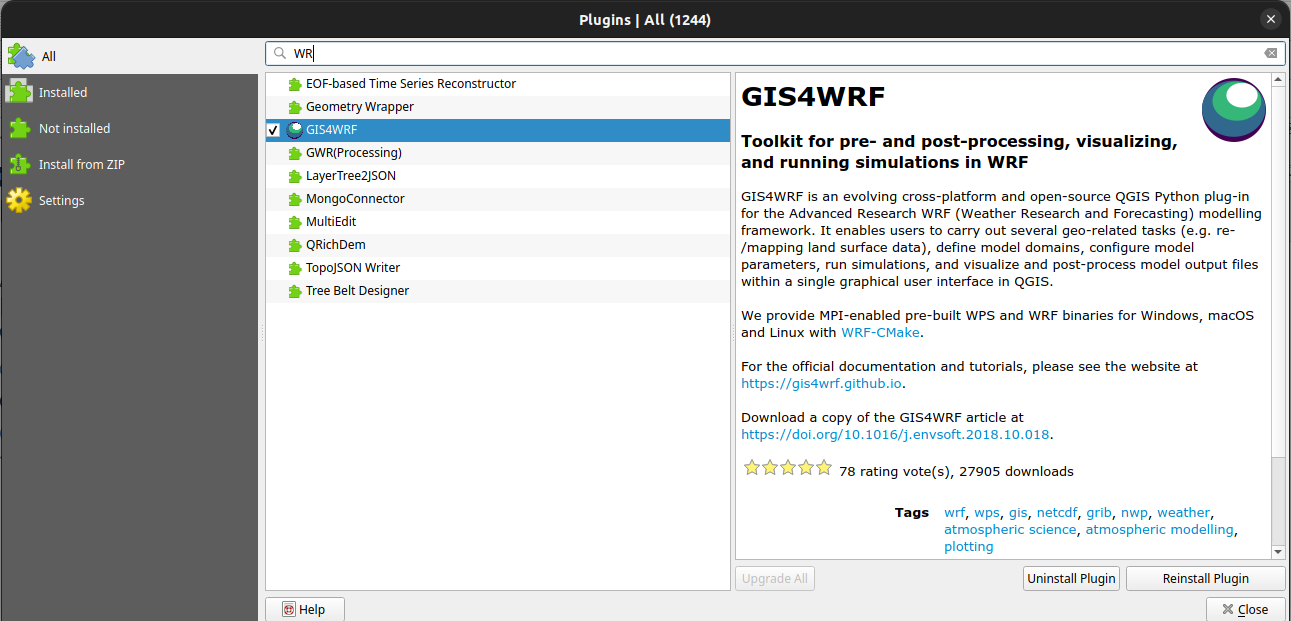 Plugins | All (1244)
All
Installed
Not installed
Install from ZIP
Settings
WR
EOF-based Time Series Reconstructor
Geometry Wrapper
GIS4WRF
GWR(Processing)
LayerTree2JSON
MongoConnector
MultiEdit
QRichDem
TopoJSON Writer
Tree Belt Designer
GIS4WRF
Toolkit for pre- and post-processing, visualizing,
and running simulations in WRF
GIS4WRF is an evolving cross-platform and open-source QGIS Python plug-in
for the Advanced Research WRF (Weather Research and Forecasting) modelling
framework. It enables users to carry out several geo-related tasks (e.g. re-
/mapping land surface data), define model domains, configure model
parameters, run simulations, and visualize and post-process model output files
within a single graphical user interface in QGIS.
We provide MPI-enabled pre-built WPS and WRF binaries for Windows, macOS
and Linux with WRF-CMake.
For the official documentation and tutorials, please see the website at
https://gis4wrf.github.io.
Download a copy of the GIS4WRF article at
https://doi.org/10.1016/j.envsoft.2018.10.018.
78 rating vote(s), 27905 downloads
Tags wrf, wps, gis, netcdf, grib, nwp, weather,
atmospheric science, atmospheric modelling,
plotting
Upgrade All
Uninstall Plugin
Reinstall Plugin
Help
Close